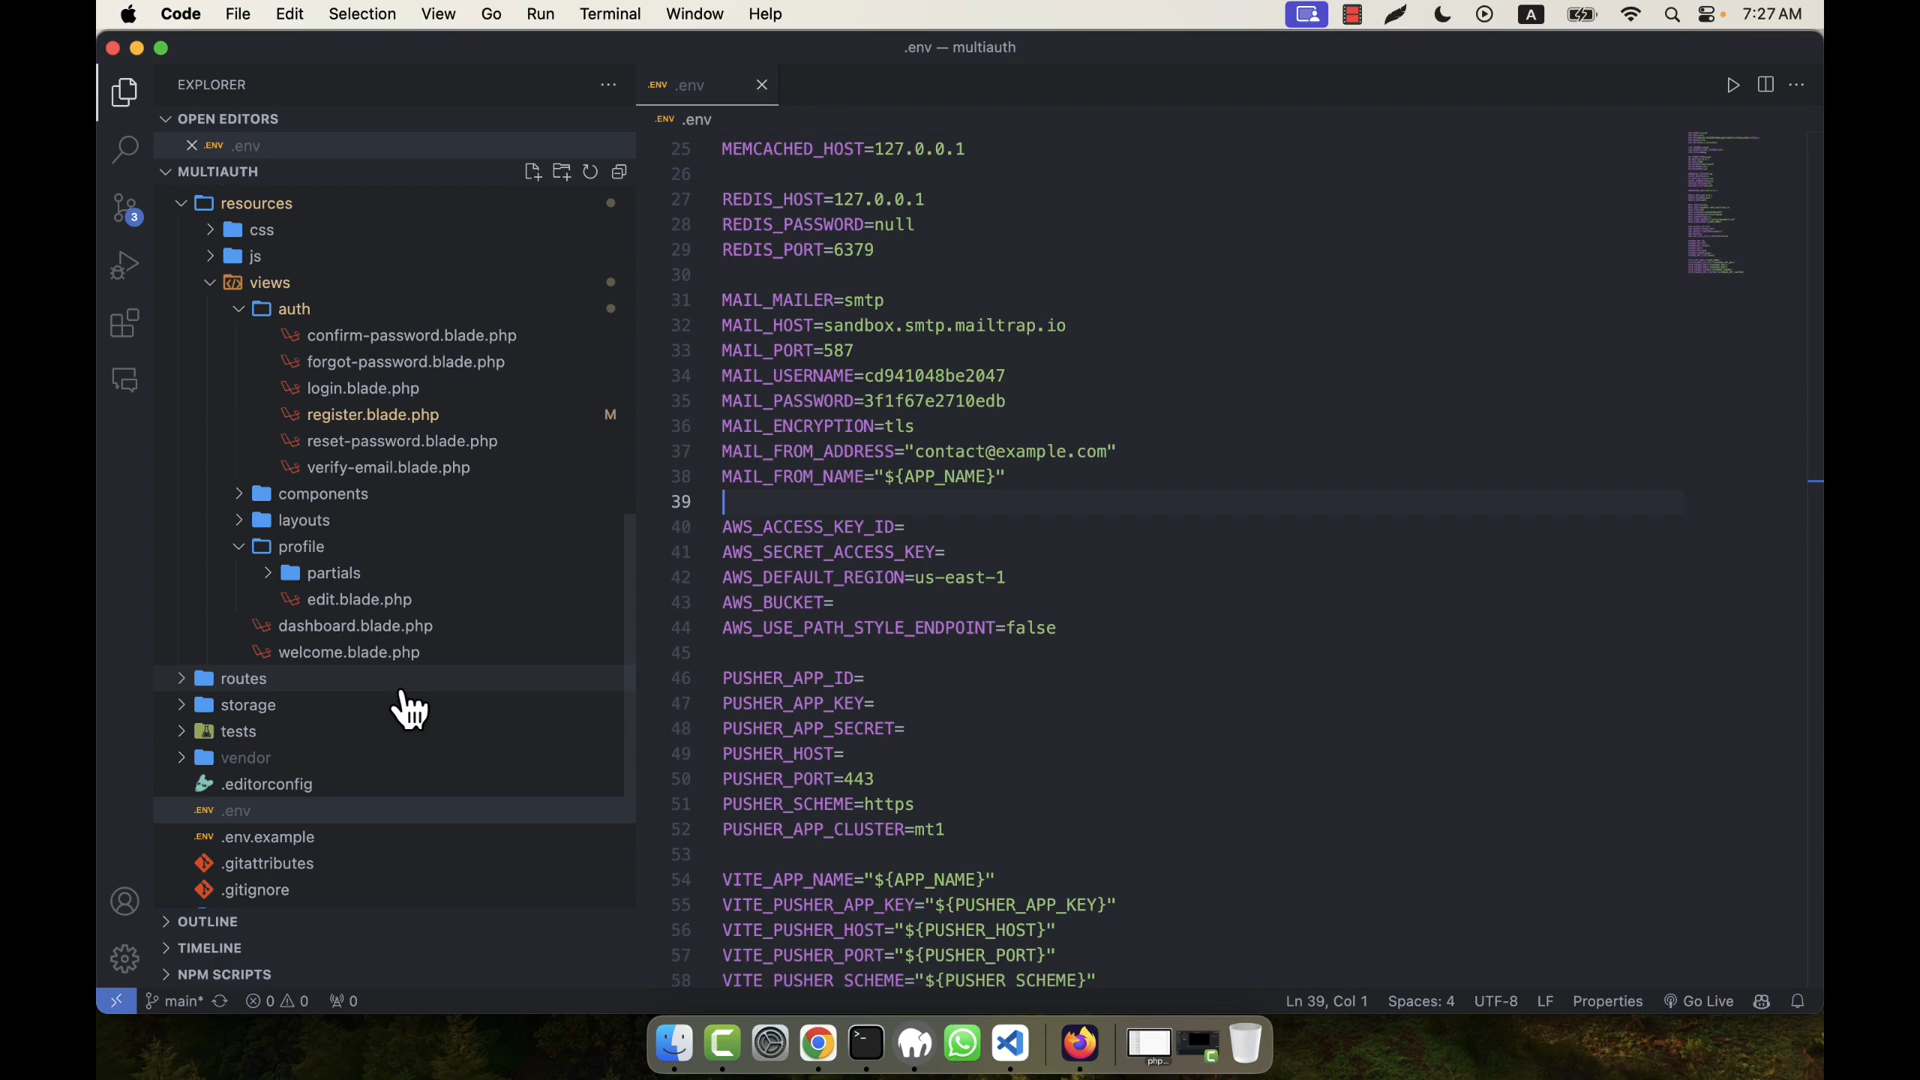 Code File Edit Selection View Go Run Terminal Window Help A 7:27 AM
.env — multiauth
EXPLORER
.ENV .env
OPEN EDITORS
.ENV .env
.ENV .env
MULTIAUTH
resources
css
js
views
auth
confirm-password.blade.php
forgot-password.blade.php
login.blade.php
register.blade.php M
reset-password.blade.php
verify-email.blade.php
components
layouts
profile
partials
edit.blade.php
dashboard.blade.php
welcome.blade.php
routes
storage
tests
vendor
.editorconfig
.ENV .env
.ENV .env.example
.gitattributes
.gitignore
OUTLINE
TIMELINE
NPM SCRIPTS
3
25 MEMCACHED_HOST=127.0.0.1
26
27 REDIS_HOST=127.0.0.1
28 REDIS_PASSWORD=null
29 REDIS_PORT=6379
30
31 MAIL_MAILER=smtp
32 MAIL_HOST=sandbox.smtp.mailtrap.io
33 MAIL_PORT=587
34 MAIL_USERNAME=cd941048be2047
35 MAIL_PASSWORD=3f1f67e2710edb
36 MAIL_ENCRYPTION=tls
37 MAIL_FROM_ADDRESS="contact@example.com"
38 MAIL_FROM_NAME="${APP_NAME}"
39
40 AWS_ACCESS_KEY_ID=
41 AWS_SECRET_ACCESS_KEY=
42 AWS_DEFAULT_REGION=us-east-1
43 AWS_BUCKET=
44 AWS_USE_PATH_STYLE_ENDPOINT=false
45
46 PUSHER_APP_ID=
47 PUSHER_APP_KEY=
48 PUSHER_APP_SECRET=
49 PUSHER_HOST=
50 PUSHER_PORT=443
51 PUSHER_SCHEME=https
52 PUSHER_APP_CLUSTER=mt1
53
54 VITE_APP_NAME="${APP_NAME}"
55 VITE_PUSHER_APP_KEY="${PUSHER_APP_KEY}"
56 VITE_PUSHER_HOST="${PUSHER_HOST}"
57 VITE_PUSHER_PORT="${PUSHER_PORT}"
58 VITE_PUSHER_SCHEME="${PUSHER_SCHEME}"
main* 0 0 0 Ln 39, Col 1 Spaces: 4 UTF-8 LF Properties Go Live
php...